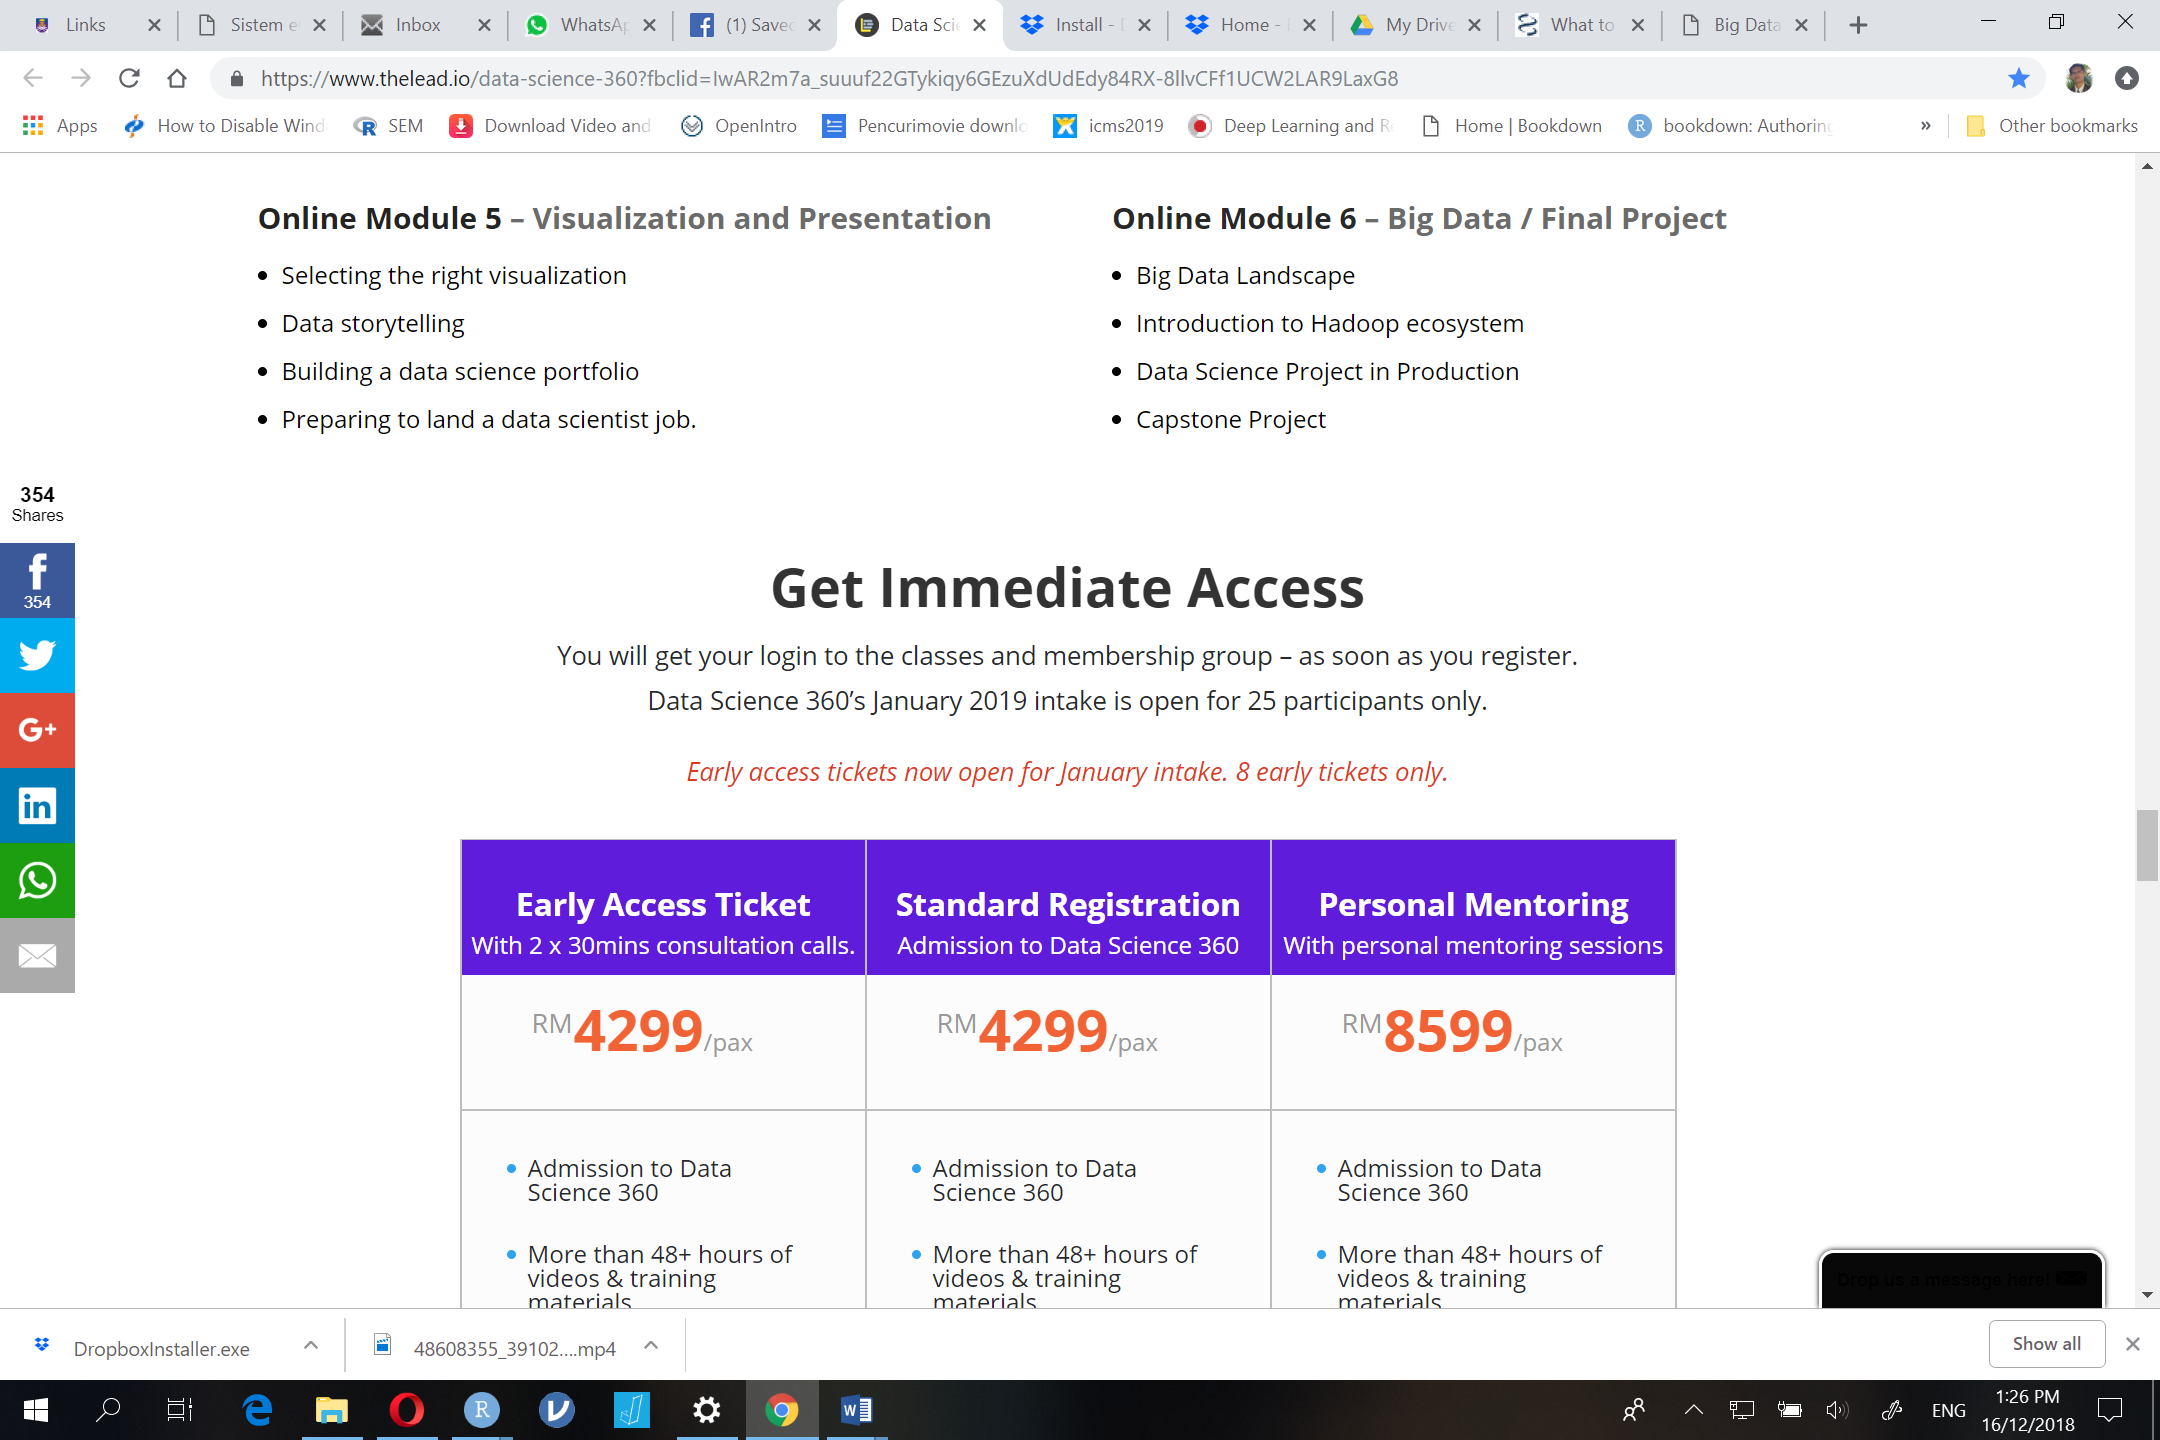 Links
Sistem e
Inbox
WhatsAp
(1) Saved
Data Scie
Install -
Home -
My Drive
What to
Big Data
https://www.thelead.io/data-science-360?fbclid=IwAR2m7a_suuuf22GTykiqy6GEzuXdUdEdy84RX-8llvCFf1UCW2LAR9LaxG8
Apps
How to Disable Wind
SEM
Download Video and
OpenIntro
Pencurimovie downlo
icms2019
Deep Learning and Re
Home | Bookdown
bookdown: Authoring
»
Other bookmarks
Online Module 5 – Visualization and Presentation
Selecting the right visualization
Data storytelling
Building a data science portfolio
Preparing to land a data scientist job.
Online Module 6 – Big Data / Final Project
Big Data Landscape
Introduction to Hadoop ecosystem
Data Science Project in Production
Capstone Project
354
Shares
354
G+
in
Get Immediate Access
You will get your login to the classes and membership group – as soon as you register.
Data Science 360’s January 2019 intake is open for 25 participants only.
Early access tickets now open for January intake. 8 early tickets only.
Early Access Ticket
With 2 x 30mins consultation calls.
RM4299/pax
Admission to Data
Science 360
More than 48+ hours of
videos & training
materials
Standard Registration
Admission to Data Science 360
RM4299/pax
Admission to Data
Science 360
More than 48+ hours of
videos & training
materials
Personal Mentoring
With personal mentoring sessions
RM8599/pax
Admission to Data
Science 360
More than 48+ hours of
videos & training
materials
Drop us a message here!
DropboxInstaller.exe
48608355_39102....mp4
Show all
ENG
1:26 PM
16/12/2018